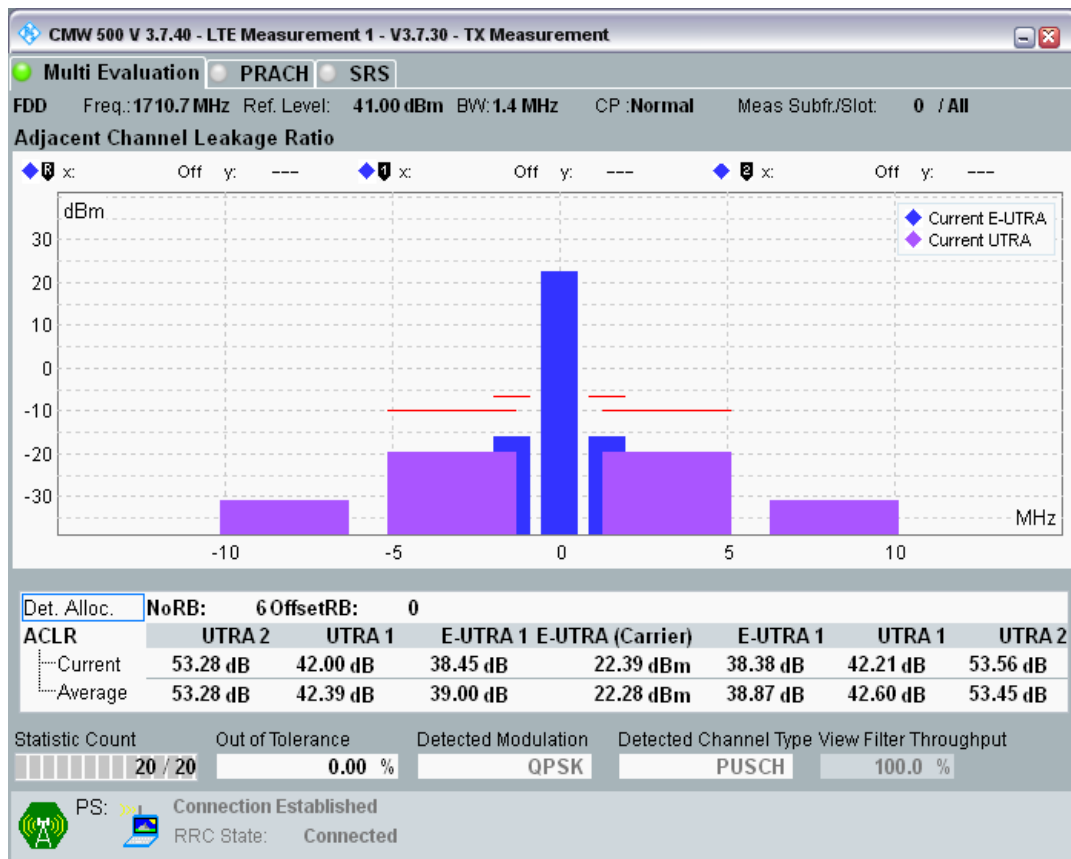 CMW 500 V 3.7.40 - LTE Measurement 1 - V3.7.30 - TX Measurement
Multi Evaluation PRACH SRS
FDD Freq.:1710.7 MHz Ref. Level: 41.00 dBm BW:1.4 MHz CP :Normal Meas Subfr./Slot: 0 / All
Adjacent Channel Leakage Ratio
R x: Off y: --- 1 x: Off y: --- 2 x: Off y: ---
dBm
Current E-UTRA
Current UTRA
30
20
10
0
-10
-20
-30
MHz
-10 -5 0 5 10
Det. Alloc. NoRB: 6 OffsetRB: 0
ACLR UTRA 2 UTRA 1 E-UTRA 1 E-UTRA (Carrier) E-UTRA 1 UTRA 1 UTRA 2
Current 53.28 dB 42.00 dB 38.45 dB 22.39 dBm 38.38 dB 42.21 dB 53.56 dB
Average 53.28 dB 42.39 dB 39.00 dB 22.28 dBm 38.87 dB 42.60 dB 53.45 dB
Statistic Count Out of Tolerance Detected Modulation Detected Channel Type View Filter Throughput
20 / 20 0.00 % QPSK PUSCH 100.0 %
PS: Connection Established
RRC State: Connected